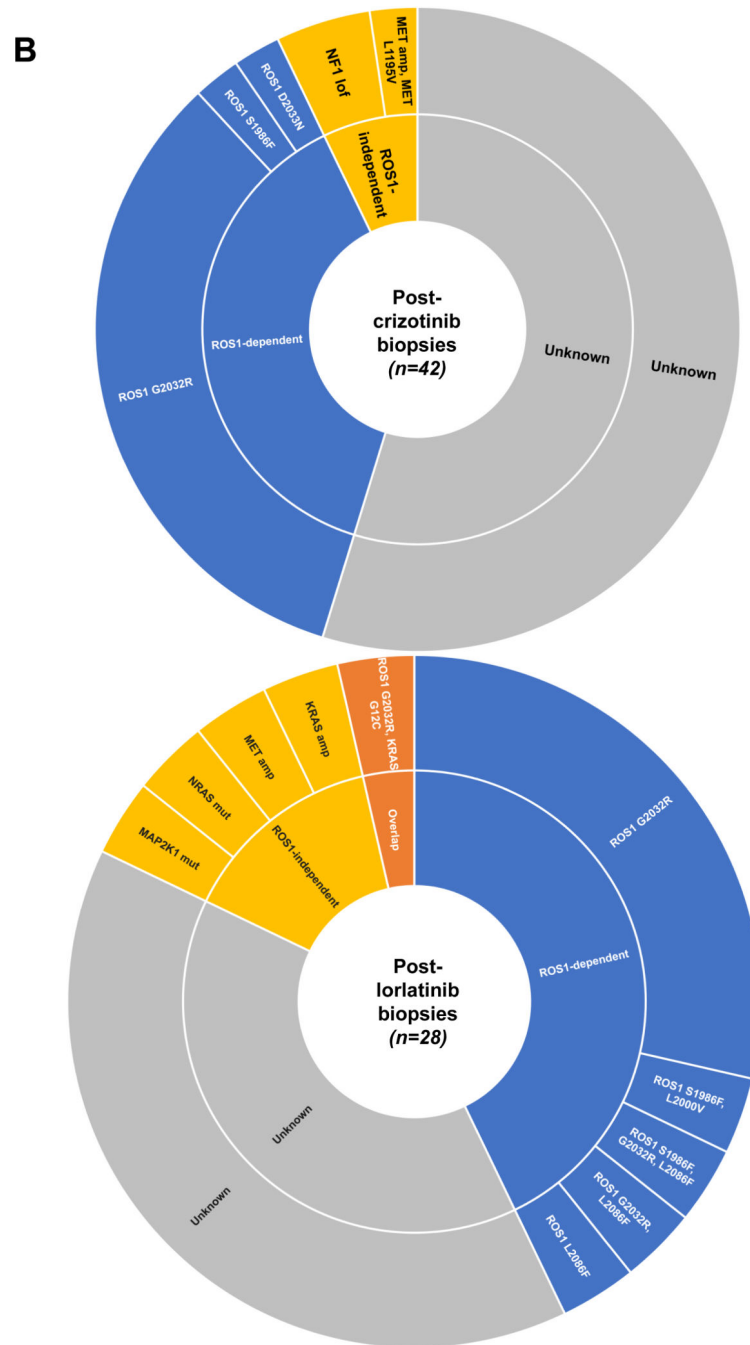 B
MET amp, MET
L1195V
NF1 lof
ROS1 D2033N
ROS1 S1986F
ROS1-
independent
ROS1-dependent
ROS1 G2032R
Post-
crizotinib
biopsies
(n=42)
Unknown
Unknown
ROS1 G2032R, KRAS
G12C
KRAS amp
MET amp
NRAS mut
MAP2K1 mut
ROS1-independent
Overlap
ROS1 G2032R
ROS1-dependent
Post-
lorlatinib
biopsies
(n=28)
ROS1 S1986F,
L2000V
ROS1 S1986F,
G2032R, L2086F
ROS1 G2032R,
L2086F
ROS1 L2086F
Unknown
Unknown